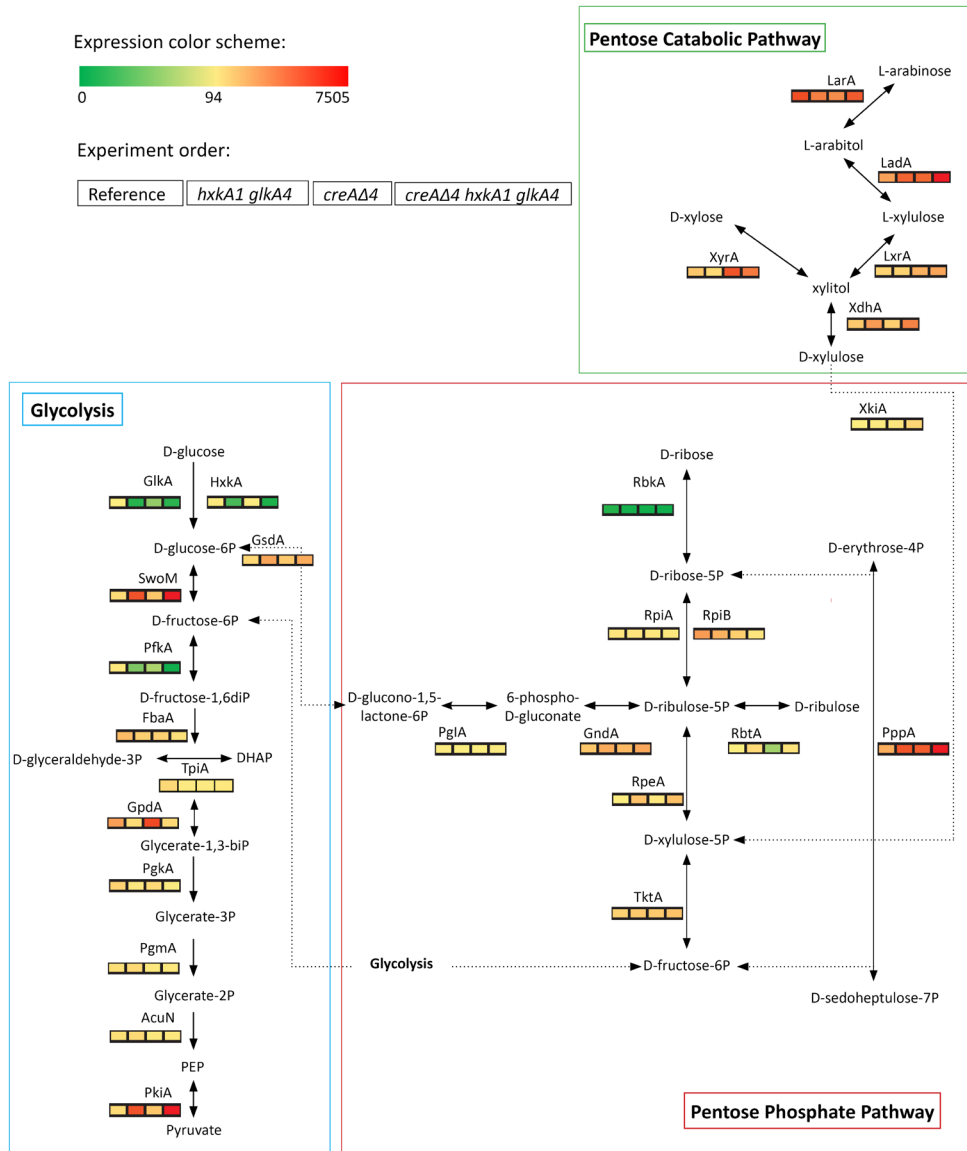 Expression color scheme:
0 94 7505
Experiment order:
Reference hxkA1 glkA4 creAΔ4 creAΔ4 hxkA1 glkA4
Pentose Catabolic Pathway
L-arabinose
LarA
L-arabitol
LadA
D-xylose
L-xylulose
XyrA
LxrA
xylitol
XdhA
D-xylulose
Glycolysis
D-glucose
GlkA
HxkA
D-glucose-6P
GsdA
SwoM
D-fructose-6P
PfkA
D-fructose-1,6diP
FbaA
D-glyceraldehyde-3P
DHAP
TpiA
GpdA
Glycerate-1,3-biP
PgkA
Glycerate-3P
PgmA
Glycerate-2P
AcuN
PEP
PkiA
Pyruvate
XkiA
D-ribose
RbkA
D-erythrose-4P
D-ribose-5P
RpiA
RpiB
D-glucono-1,5-
lactone-6P
6-phospho-
D-gluconate
D-ribulose-5P
D-ribulose
PglA
GndA
RbtA
PppA
RpeA
D-xylulose-5P
TktA
Glycolysis
D-fructose-6P
D-sedoheptulose-7P
Pentose Phosphate Pathway